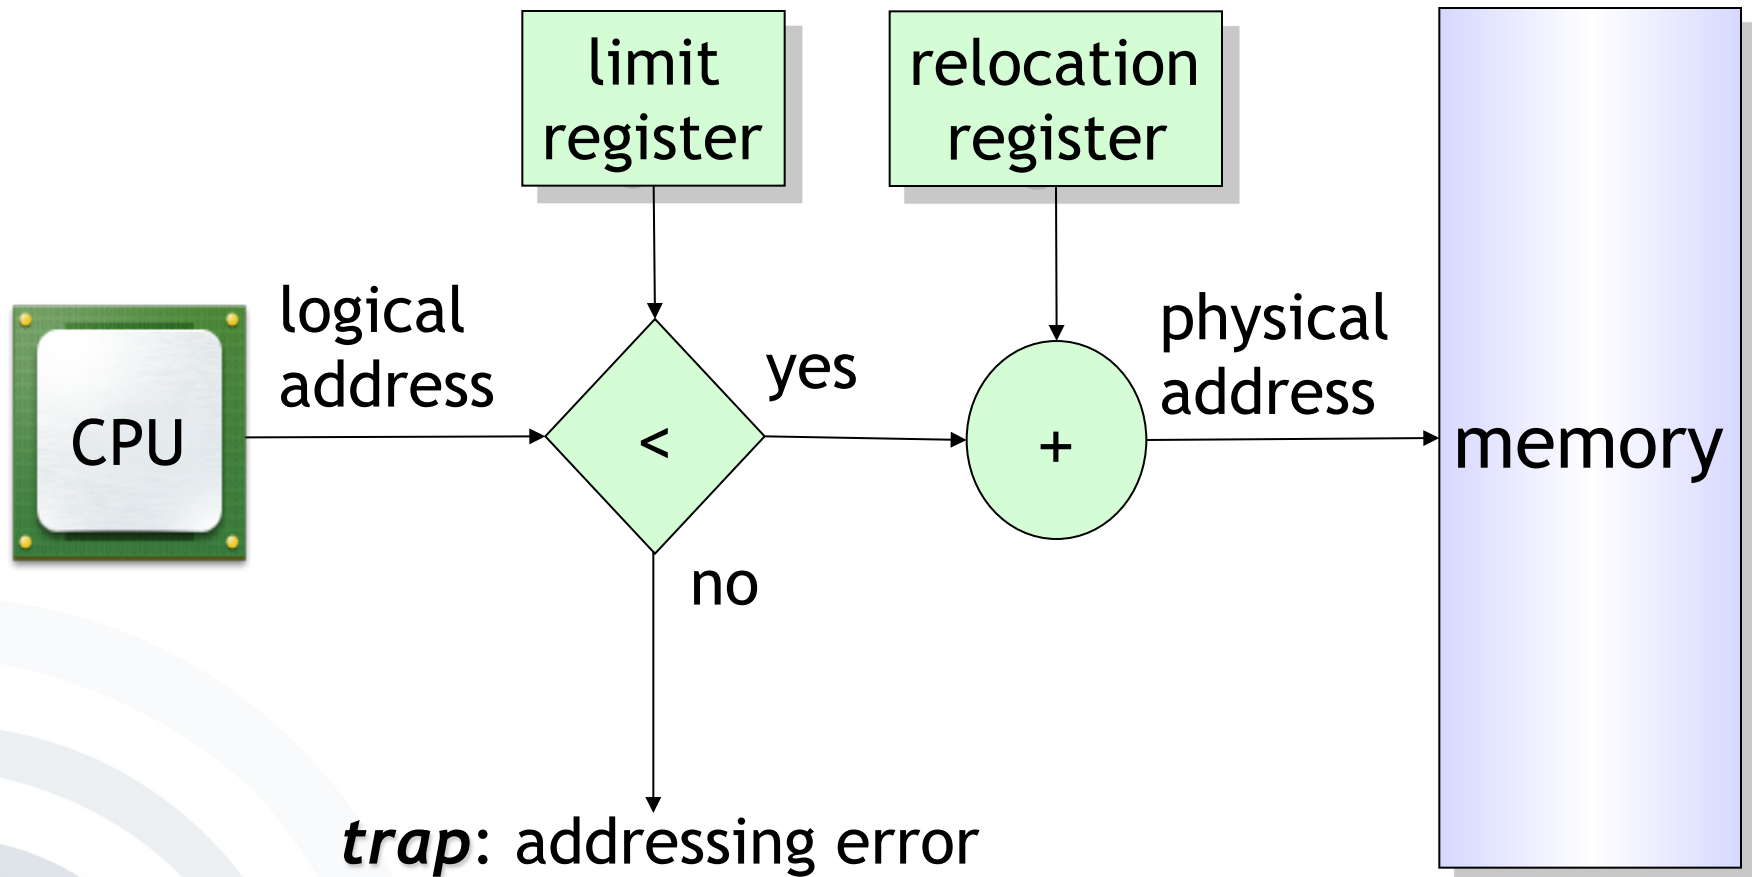 limit
register
relocation
register
logical
address
yes
physical
address
CPU
<
+
memory
no
trap: addressing error